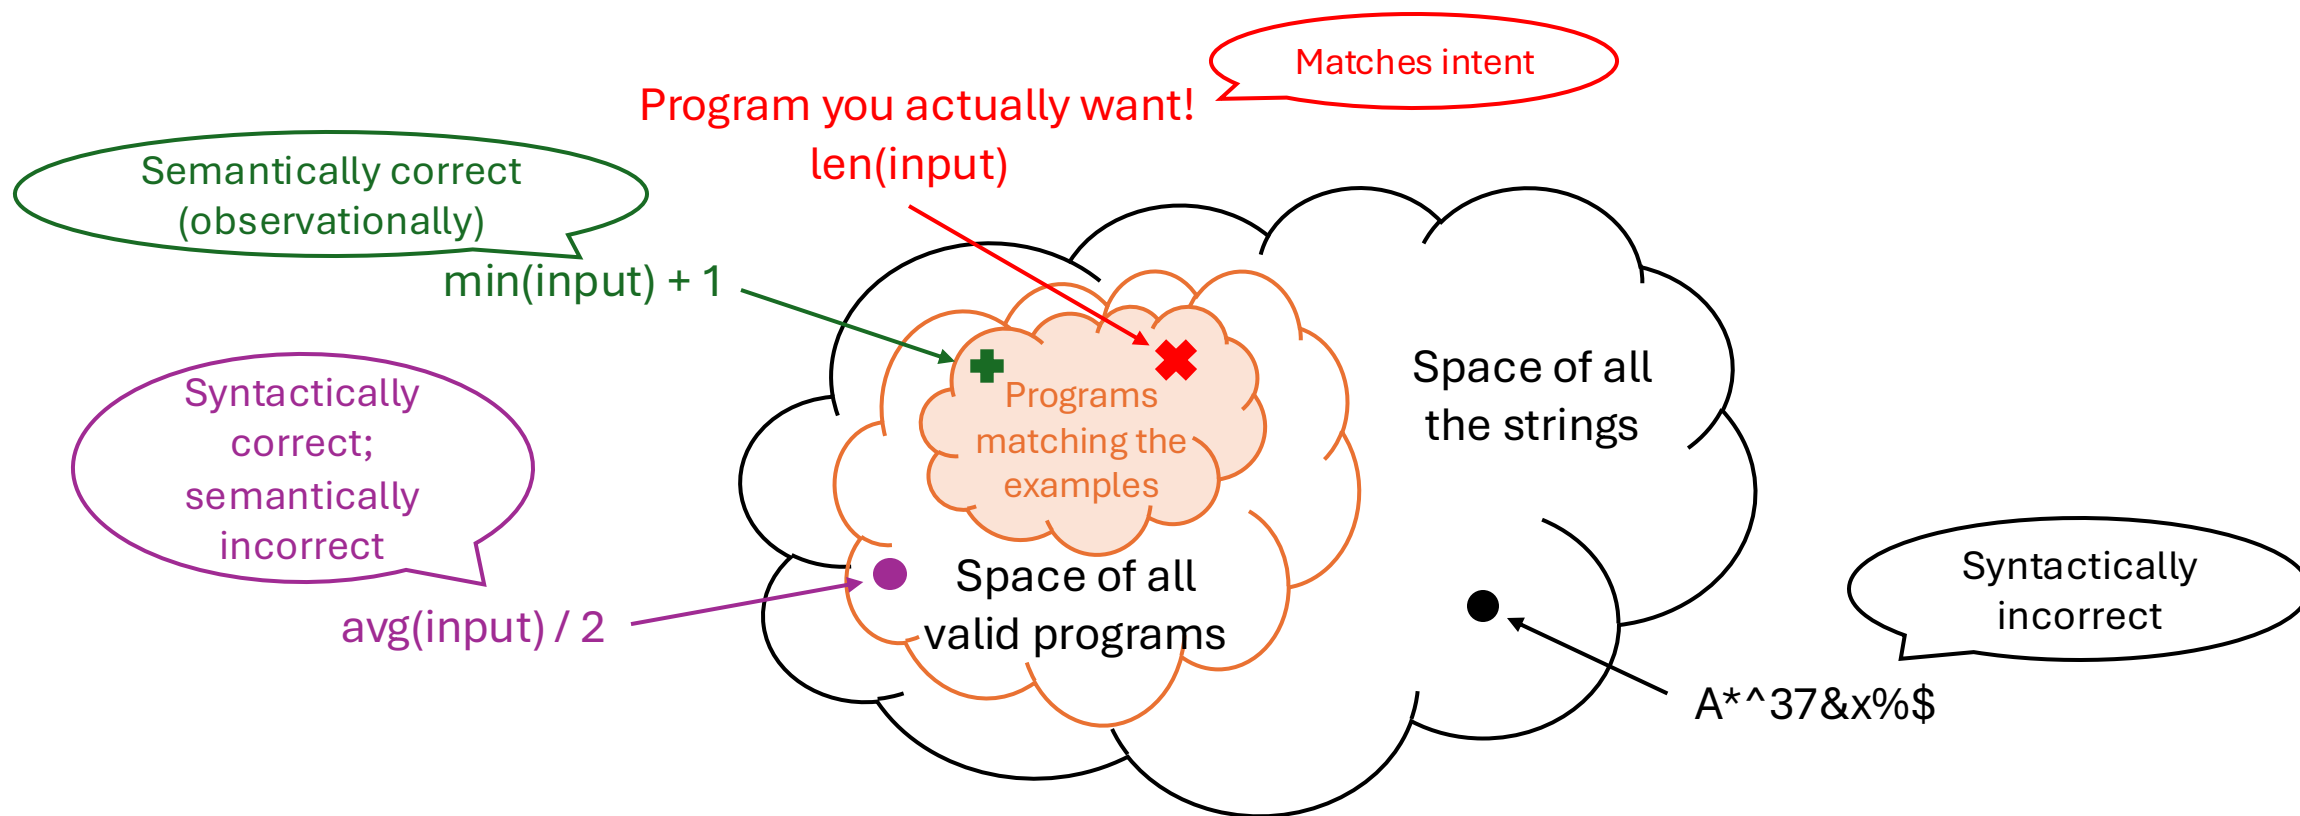 Matches intent
Program you actually want!
len(input)
Semantically correct
(observationally)
min(input) + 1
Syntactically
correct;
semantically
incorrect
avg(input) / 2
Programs
matching the
examples
Space of all
valid programs
Space of all
the strings
Syntactically
incorrect
A*^37&x%$